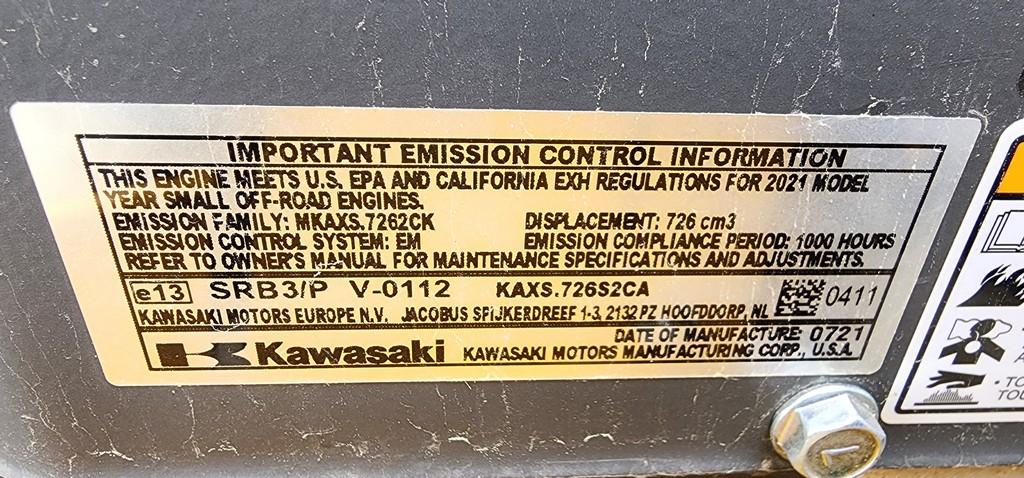 IMPORTANT EMISSION CONTROL INFORMATION
THIS ENGINE MEETS U.S. EPA AND CALIFORNIA EXH REGULATIONS FOR 2021 MODEL
YEAR SMALL OFF-ROAD ENGINES.
EMISSION FAMILY: MKAXS.7262CK DISPLACEMENT: 726 cm3
EMISSION CONTROL SYSTEM: EM EMISSION COMPLIANCE PERIOD: 1000 HOURS
REFER TO OWNER'S MANUAL FOR MAINTENANCE SPECIFICATIONS AND ADJUSTMENTS.
e13 SRB3/P V-0112 KAXS.726S2CA 0411
KAWASAKI MOTORS EUROPE N.V. JACOBUS SPIJKERDREEF 1-3, 2132 PZ HOOFDDORP, NL
DATE OF MANUFACTURE: 0721
Kawasaki KAWASAKI MOTORS MANUFACTURING CORP., U.S.A.